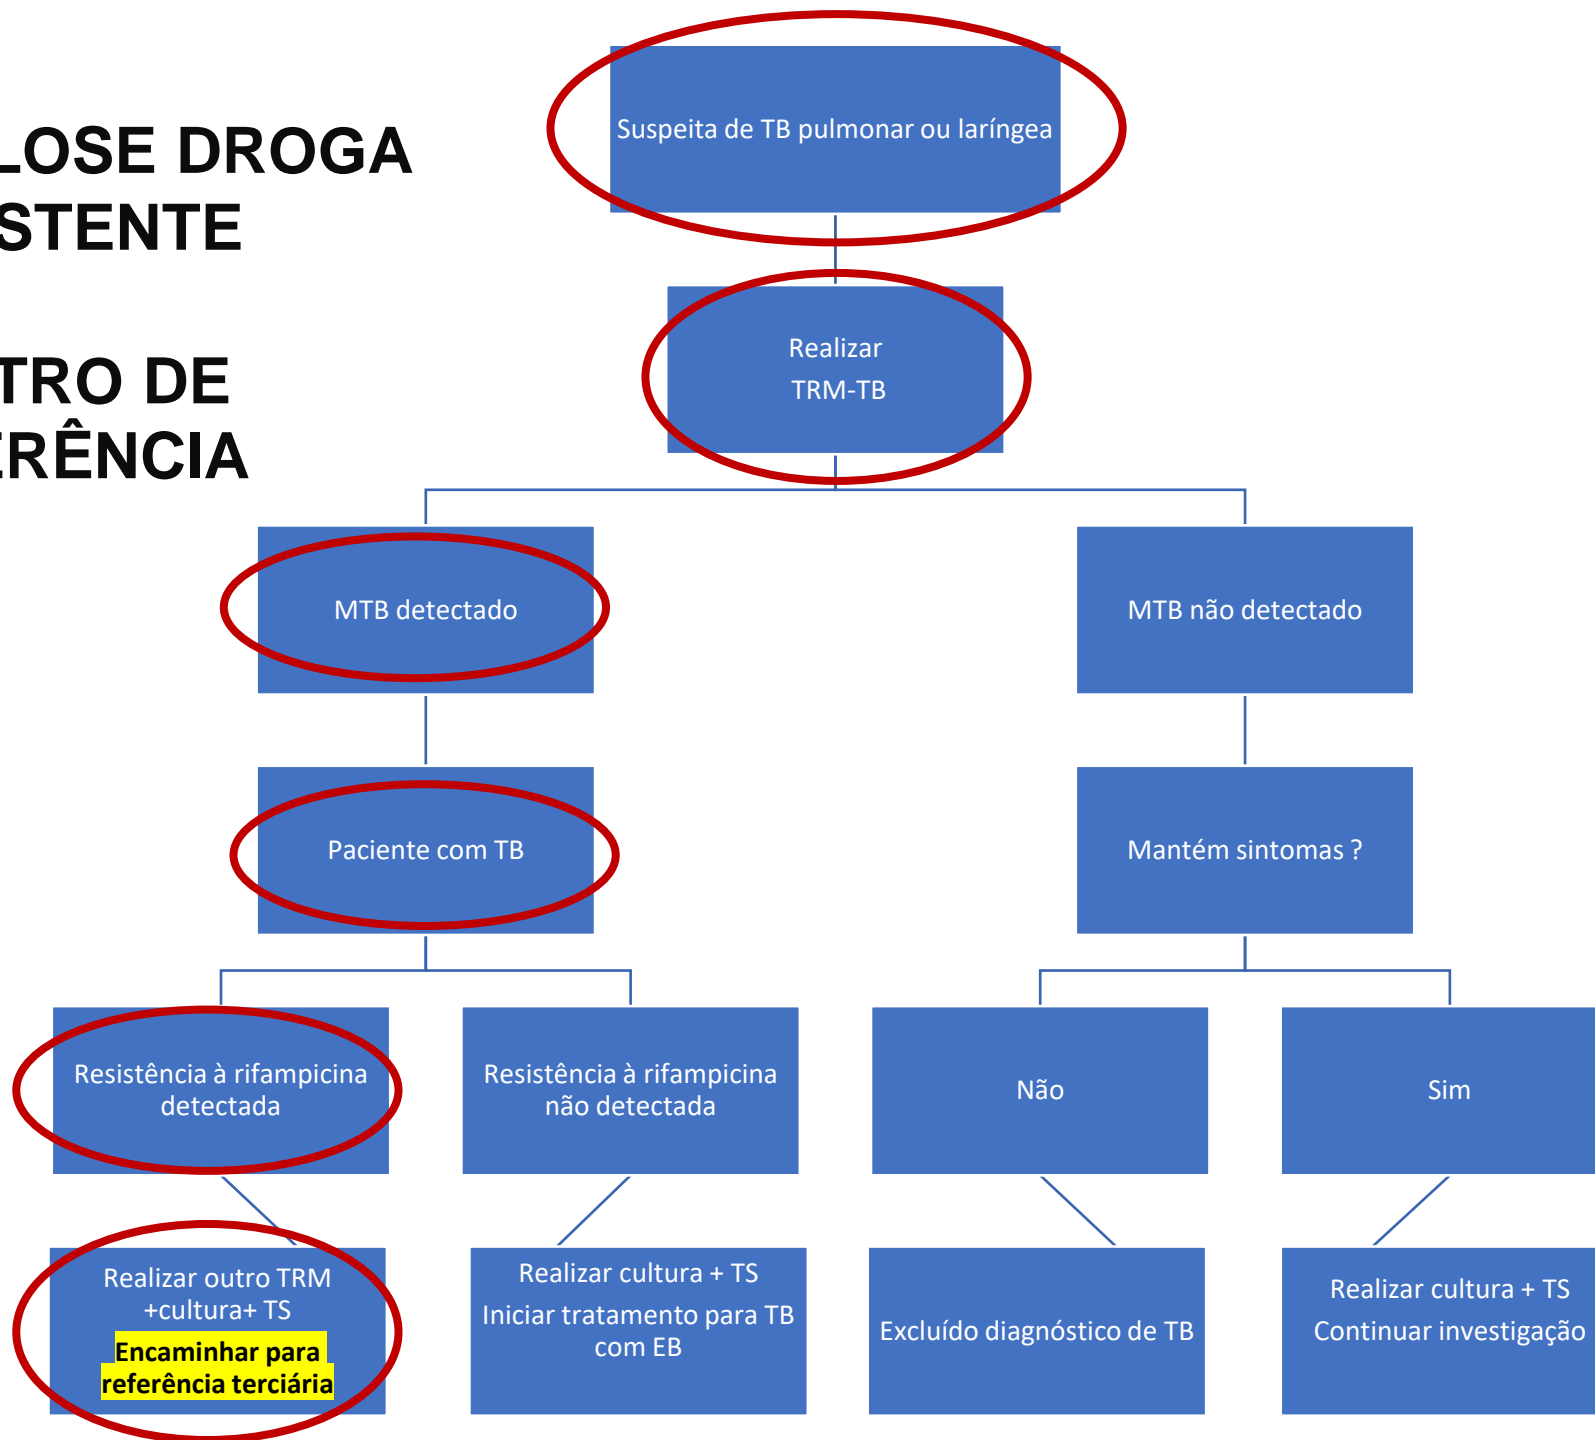 LOSE DROGA
STENTE
TRO DE
ERÊNCIA
Suspeita de TB pulmonar ou laríngea
Realizar
TRM-TB
MTB detectado
MTB não detectado
Paciente com TB
Mantém sintomas ?
Resistência à rifampicina
detectada
Resistência à rifampicina
não detectada
Não
Sim
Realizar outro TRM
+cultura+ TS
Encaminhar para
referência terciária
Realizar cultura + TS
Iniciar tratamento para TB
com EB
Excluído diagnóstico de TB
Realizar cultura + TS
Continuar investigação